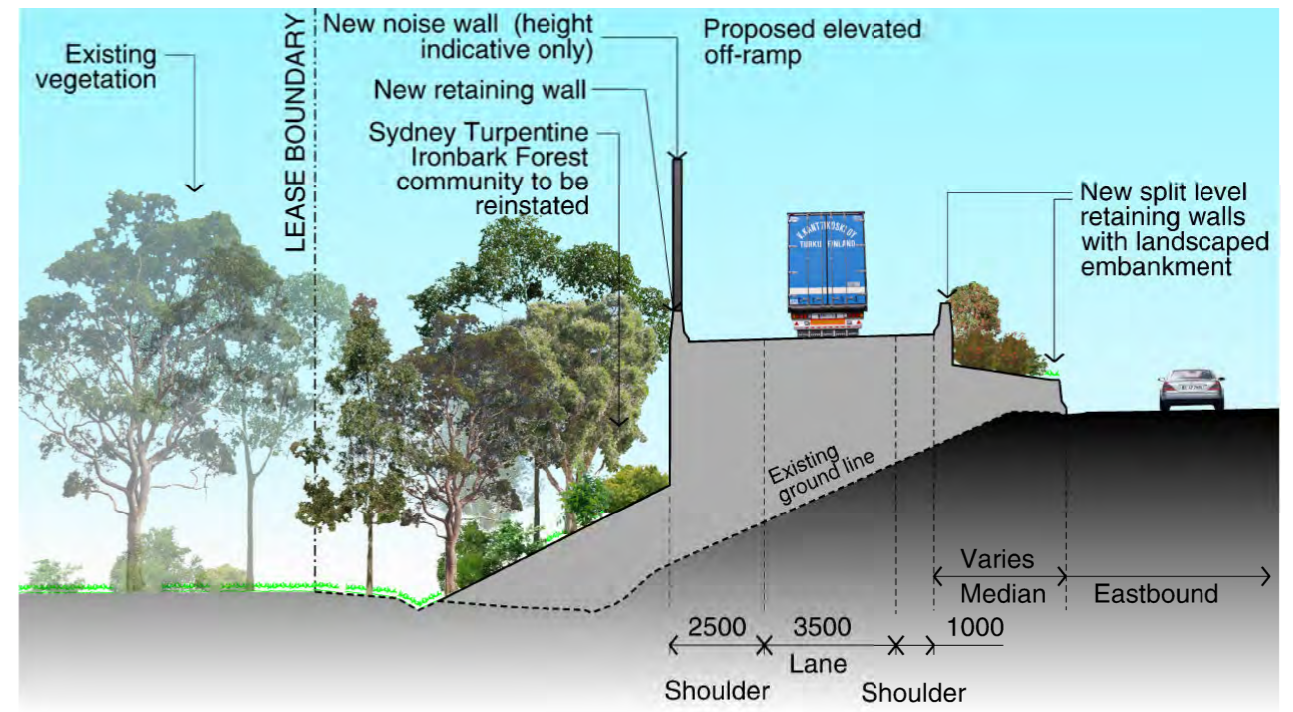 Existing
vegetation
LEASE BOUNDARY
New noise wall (height
indicative only)
New retaining wall
Sydney Turpentine
Ironbark Forest
community to be
reinstated
Proposed elevated
off-ramp
New split level
retaining walls
with landscaped
embankment
Existing
ground line
Varies
Median
Eastbound
2500
3500
1000
Lane
Shoulder
Shoulder